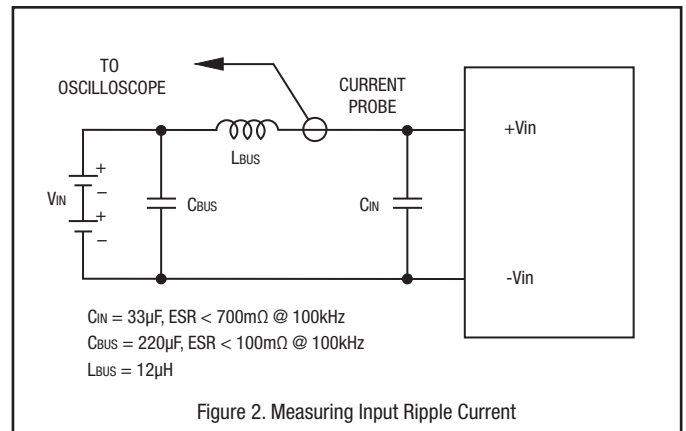 TO
OSCILLOSCOPE
CURRENT
PROBE
+Vin
LBUS
VIN
+
−
+
−
CBUS
CIN
-Vin
CIN = 33µF, ESR < 700mΩ @ 100kHz
CBUS = 220µF, ESR < 100mΩ @ 100kHz
LBUS = 12µH
Figure 2. Measuring Input Ripple Current